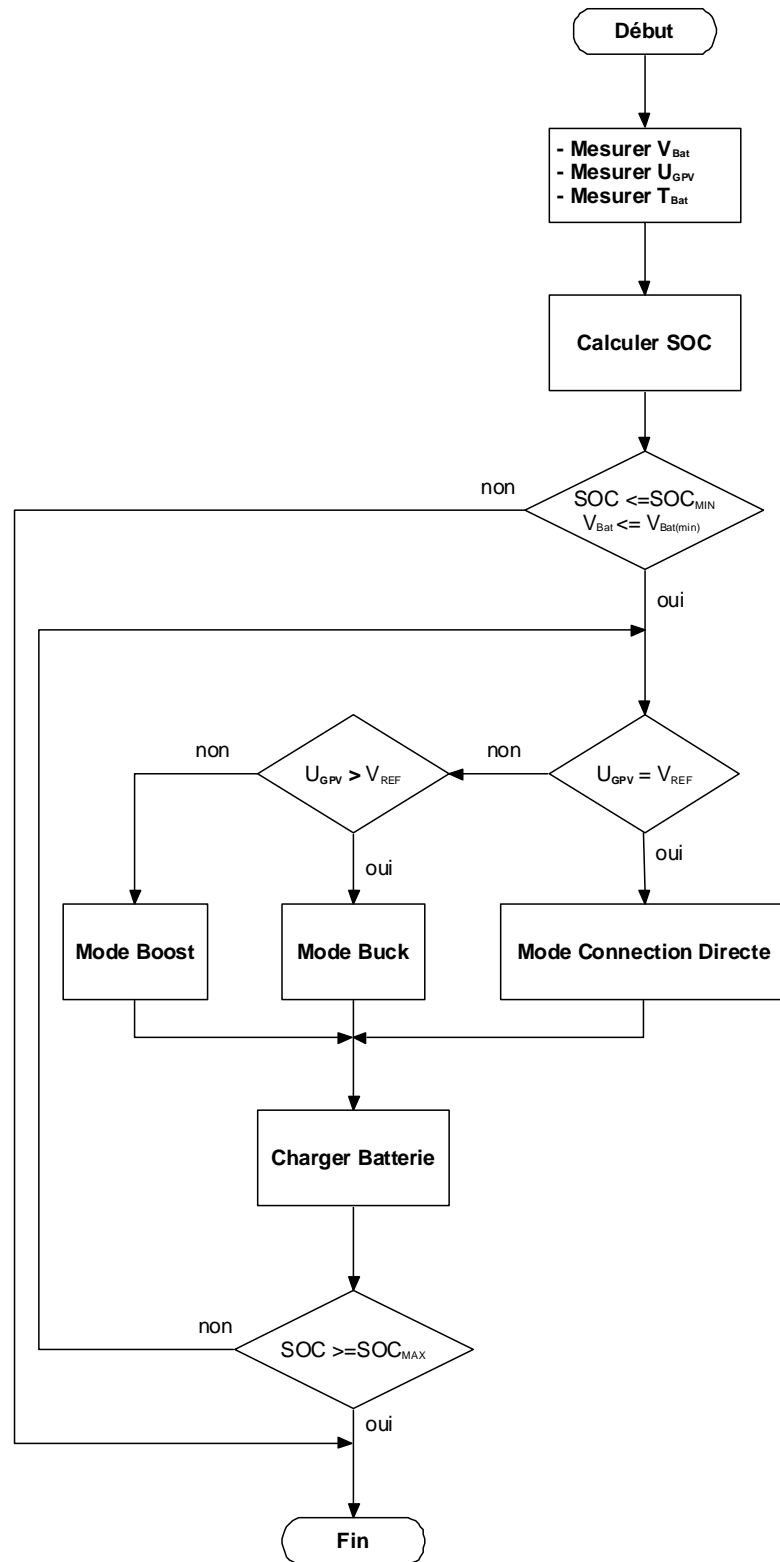 Début
- Mesurer VBat
- Mesurer UGPV
- Mesurer TBat
Calculer SOC
non
SOC <=SOCMIN
VBat <= VBat(min)
oui
non
UGPV > VREF
non
UGPV = VREF
oui
oui
Mode Boost
Mode Buck
Mode Connection Directe
Charger Batterie
non
SOC >=SOCMAX
oui
Fin